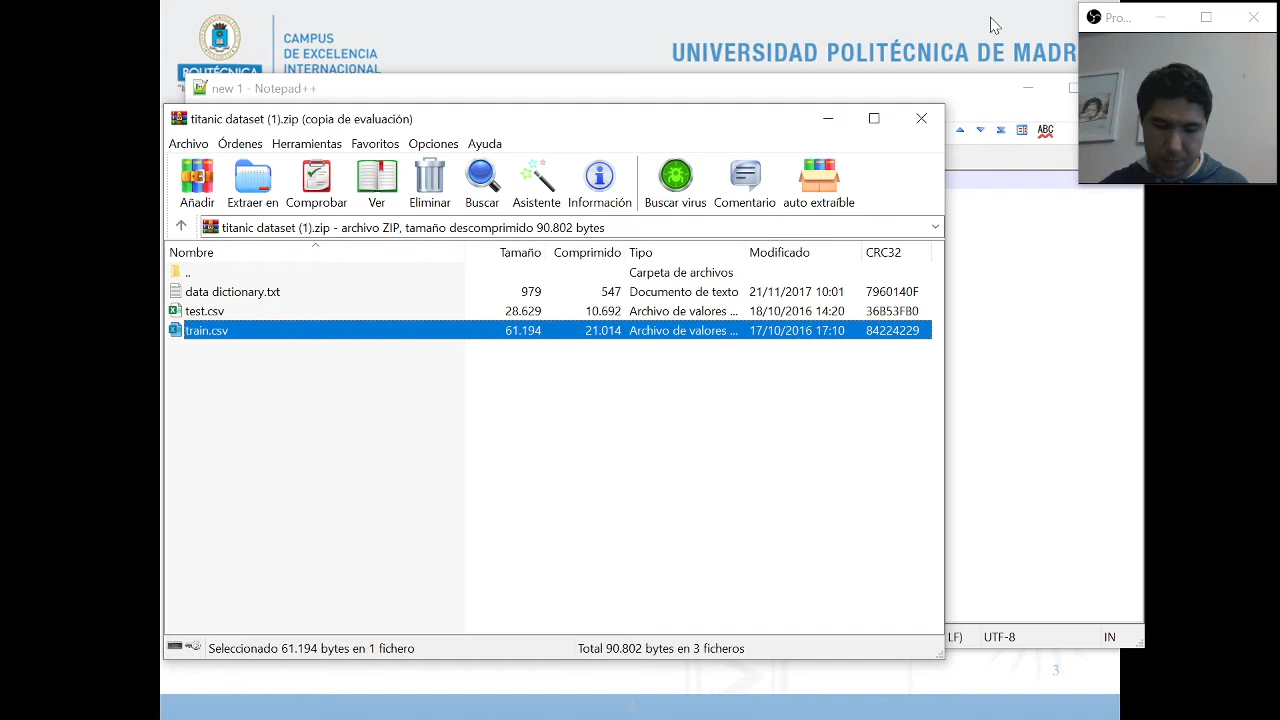 CAMPUS
DE EXCELENCIA
INTERNACIONAL
POLITÉCNICA
UNIVERSIDAD POLITÉCNICA DE MADR
Pro...
new 1 - Notepad++
ABC
titanic dataset (1).zip (copia de evaluación)
Archivo Órdenes Herramientas Favoritos Opciones Ayuda
Añadir Extraer en Comprobar Ver Eliminar Buscar Asistente Información Buscar virus Comentario auto extraíble
titanic dataset (1).zip - archivo ZIP, tamaño descomprimido 90.802 bytes
Nombre Tamaño Comprimido Tipo Modificado CRC32
.. Carpeta de archivos
data dictionary.txt 979 547 Documento de texto 21/11/2017 10:01 7960140F
test.csv 28.629 10.692 Archivo de valores ... 18/10/2016 14:20 36B53FB0
train.csv 61.194 21.014 Archivo de valores ... 17/10/2016 17:10 84224229
LF) UTF-8 IN
Seleccionado 61.194 bytes en 1 fichero Total 90.802 bytes en 3 ficheros
3